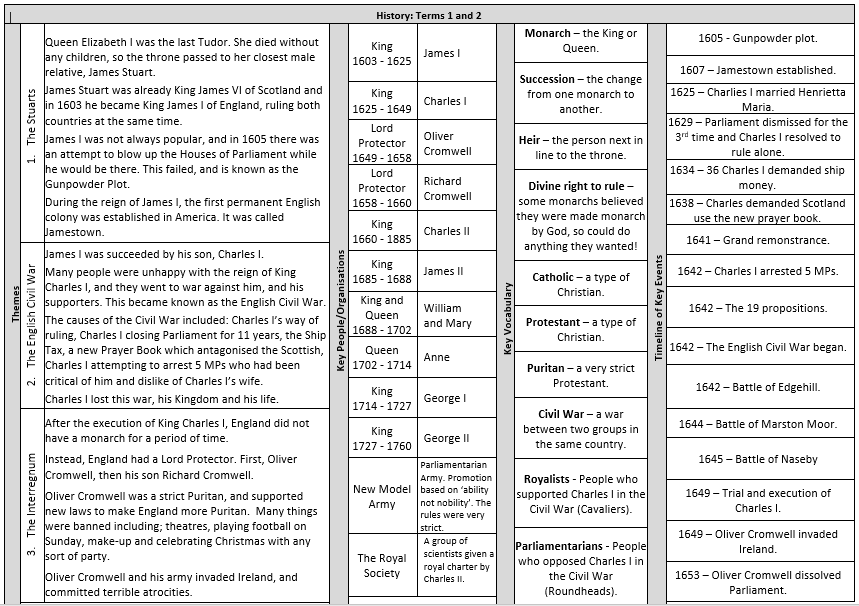 History: Terms 1 and 2
Themes
1. The Stuarts
Queen Elizabeth I was the last Tudor. She died without
any children, so the throne passed to her closest male
relative, James Stuart.
James Stuart was already King James VI of Scotland and
in 1603 he became King James I of England, ruling both
countries at the same time.
James I was not always popular, and in 1605 there was
an attempt to blow up the Houses of Parliament while
he would be there. This failed, and is known as the
Gunpowder Plot.
During the reign of James I, the first permanent English
colony was established in America. It was called
Jamestown.
2. The English Civil War
James I was succeeded by his son, Charles I.
Many people were unhappy with the reign of King
Charles I, and they went to war against him, and his
supporters. This became known as the English Civil War.
The causes of the Civil War included: Charles I's way of
ruling, Charles I closing Parliament for 11 years, the Ship
Tax, a new Prayer Book which antagonised the Scottish,
Charles I attempting to arrest 5 MPs who had been
critical of him and dislike of Charles I's wife.
Charles I lost this war, his Kingdom and his life.
3. The Interregnum
After the execution of King Charles I, England did not
have a monarch for a period of time.
Instead, England had a Lord Protector. First, Oliver
Cromwell, then his son Richard Cromwell.
Oliver Cromwell was a strict Puritan, and supported
new laws to make England more Puritan. Many things
were banned including; theatres, playing football on
Sunday, make-up and celebrating Christmas with any
sort of party.
Oliver Cromwell and his army invaded Ireland, and
committed terrible atrocities.
Key People/Organisations
King
1603 - 1625
James I
King
1625 - 1649
Charles I
Lord
Protector
1649 - 1658
Oliver
Cromwell
Lord
Protector
1658 - 1660
Richard
Cromwell
King
1660 - 1885
Charles II
King
1685 - 1688
James II
King and
Queen
1688 - 1702
William
and Mary
Queen
1702 - 1714
Anne
King
1714 - 1727
George I
King
1727 - 1760
George II
New Model
Army
Parliamentarian
Army. Promotion
based on 'ability
not nobility'. The
rules were very
strict.
The Royal
Society
A group of
scientists given a
royal charter by
Charles II.
Key Vocabulary
Monarch – the King or
Queen.
Succession – the change
from one monarch to
another.
Heir – the person next in
line to the throne.
Divine right to rule –
some monarchs believed
they were made monarch
by God, so could do
anything they wanted!
Catholic – a type of
Christian.
Protestant – a type of
Christian.
Puritan – a very strict
Protestant.
Civil War – a war
between two groups in
the same country.
Royalists - People who
supported Charles I in the
Civil War (Cavaliers).
Parliamentarians - People
who opposed Charles I in
the Civil War
(Roundheads).
Timeline of Key Events
1605 - Gunpowder plot.
1607 – Jamestown established.
1625 – Charlies I married Henrietta
Maria.
1629 – Parliament dismissed for the
3rd time and Charles I resolved to
rule alone.
1634 – 36 Charles I demanded ship
money.
1638 – Charles demanded Scotland
use the new prayer book.
1641 – Grand remonstrance.
1642 – Charles I arrested 5 MPs.
1642 – The 19 propositions.
1642 – The English Civil War began.
1642 – Battle of Edgehill.
1644 – Battle of Marston Moor.
1645 – Battle of Naseby
1649 – Trial and execution of
Charles I.
1649 – Oliver Cromwell invaded
Ireland.
1653 – Oliver Cromwell dissolved
Parliament.